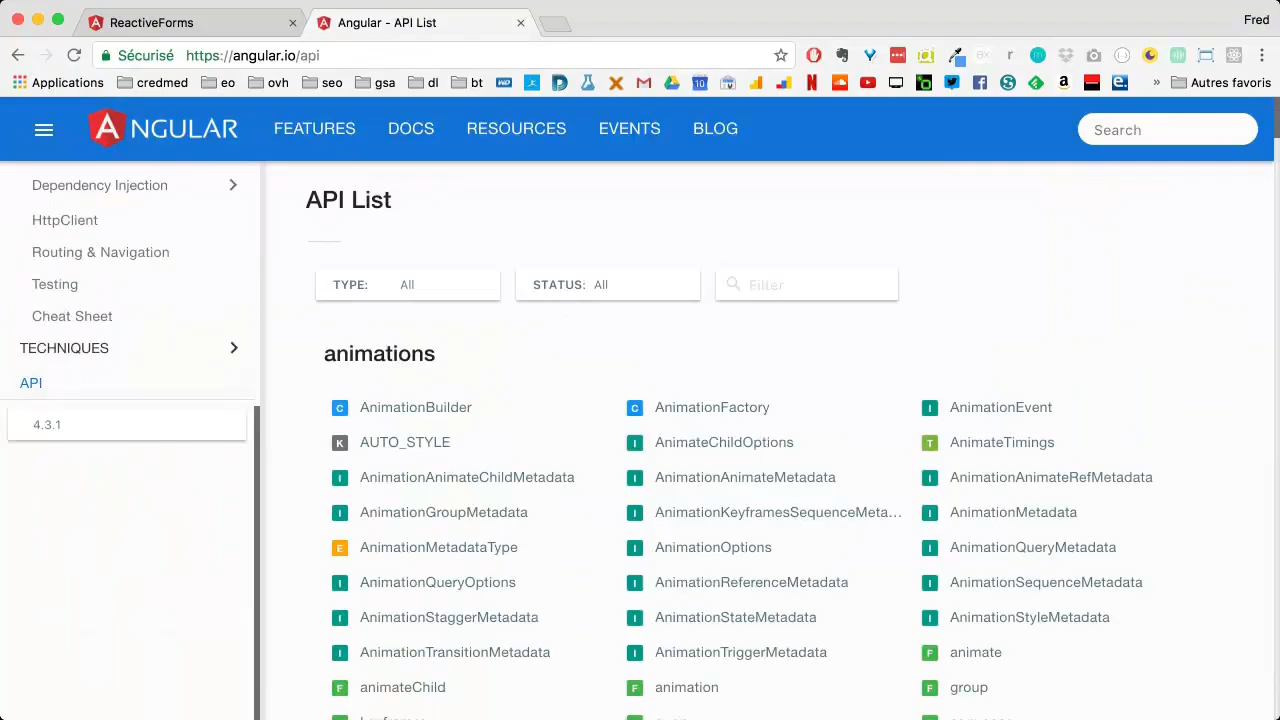 ReactiveForms
Angular - API List
Fred
Sécurisé https://angular.io/api
Applications credmed eo ovh seo gsa dl bt » Autres favoris
NGULAR FEATURES DOCS RESOURCES EVENTS BLOG Search
Dependency Injection
HttpClient
Routing & Navigation
Testing
Cheat Sheet
TECHNIQUES
API
4.3.1
API List
TYPE: All STATUS: All Filter
animations
C AnimationBuilder C AnimationFactory I AnimationEvent
K AUTO_STYLE I AnimateChildOptions T AnimateTimings
I AnimationAnimateChildMetadata I AnimationAnimateMetadata I AnimationAnimateRefMetadata
I AnimationGroupMetadata I AnimationKeyframesSequenceMeta... I AnimationMetadata
E AnimationMetadataType I AnimationOptions I AnimationQueryMetadata
I AnimationQueryOptions I AnimationReferenceMetadata I AnimationSequenceMetadata
I AnimationStaggerMetadata I AnimationStateMetadata I AnimationStyleMetadata
I AnimationTransitionMetadata I AnimationTriggerMetadata F animate
F animateChild F animation F group